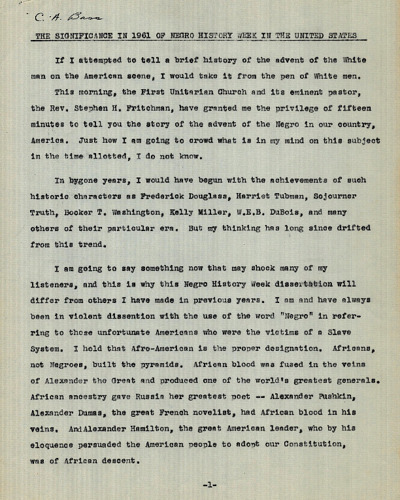 C. A. Bass
THE SIGNIFICANCE IN 1961 OF NEGRO HISTORY WEEK IN THE UNITED STATES
If I attempted to tell a brief history of the advent of the White
man on the American scene, I would take it from the pen of White men.
This morning, the First Unitarian Church and its eminent pastor,
the Rev. Stephen H. Fritchman, have granted me the privilege of fifteen
minutes to tell you the story of the advent of the Negro in our country,
America. Just how I am going to crowd what is in my mind on this subject
in the time allotted, I do not know.
In bygone years, I would have begun with the achievements of such
historic characters as Frederick Douglass, Harriet Tubman, Sojourner
Truth, Booker T. Washington, Kelly Miller, W.E.B. DuBois, and many
others of their particular era. But my thinking has long since drifted
from this trend.
I am going to say something now that may shock many of my
listeners, and this is why this Negro History Week dissertation will
differ from others I have made in previous years. I am and have always
been in violent dissention with the use of the word "Negro" in refer-
ring to those unfortunate Americans who were the victims of a Slave
System. I hold that Afro-American is the proper designation. Africans,
not Negroes, built the pyramids. African blood was fused in the veins
of Alexander the Great and produced one of the world's greatest generals.
African ancestry gave Russia her greatest poet -- Alexander Pushkin,
Alexander Dumas, the great French novelist, had African blood in his
veins. And Alexander Hamilton, the great American leader, who by his
eloquence persuaded the American people to adopt our Constitution,
was of African descent.
-1-